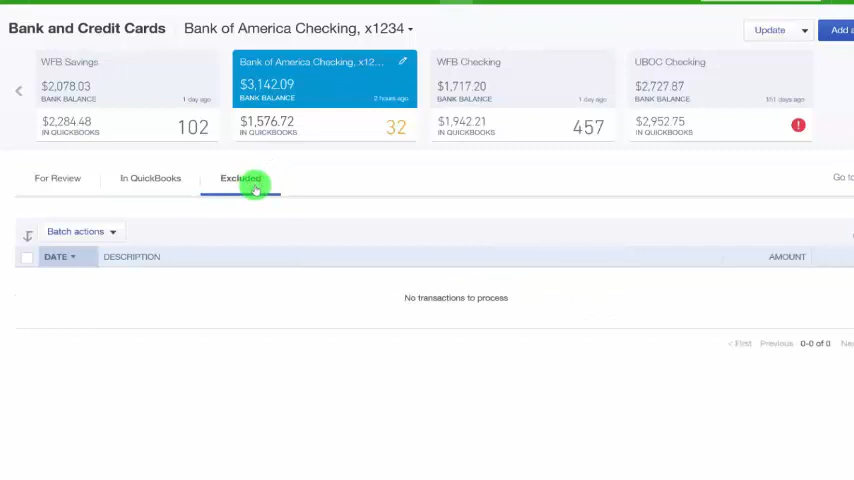 Bank and Credit Cards Bank of America Checking, x1234
Update
Add a
WFB Savings
$2,078.03
BANK BALANCE
1 day ago
$2,284.48
IN QUICKBOOKS
102
Bank of America Checking, x12...
$3,142.09
BANK BALANCE
2 hours ago
$1,576.72
IN QUICKBOOKS
32
WFB Checking
$1,717.20
BANK BALANCE
1 day ago
$1,942.21
IN QUICKBOOKS
457
UBOC Checking
$2,727.87
BANK BALANCE
151 days ago
$2,952.75
IN QUICKBOOKS
For Review In QuickBooks Excluded
Go to
Batch actions
DATE DESCRIPTION AMOUNT
No transactions to process
< First Previous 0-0 of 0 Nex